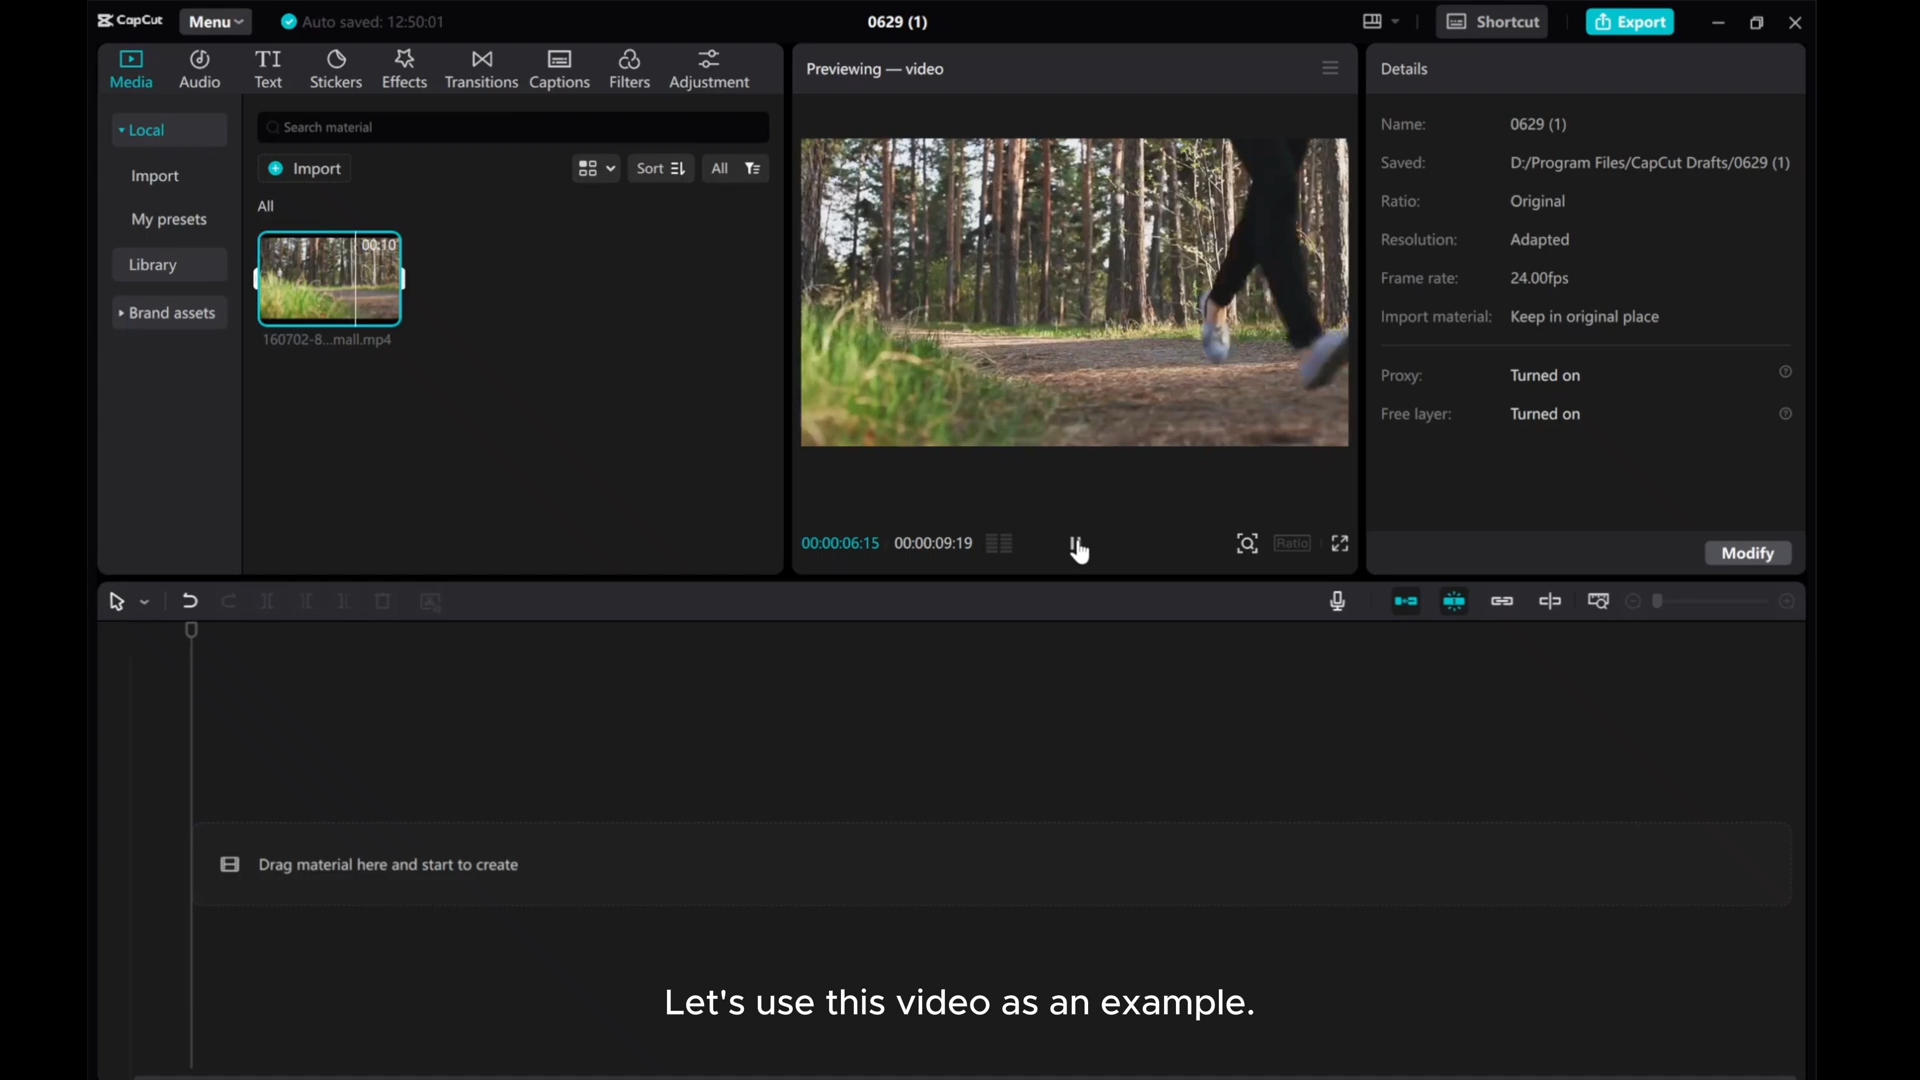 CapCut
Menu
Auto saved: 12:50:01
0629 (1)
Shortcut
Export
Media
Audio
TI
Text
Stickers
Effects
Transitions
Captions
Filters
Adjustment
Local
Import
My presets
Library
Brand assets
Search material
Import
Sort
All
All
00:10
160702-8...mall.mp4
Previewing — video
00:00:06:15
00:00:09:19
Ratio
Details
Name: 0629 (1)
Saved: D:/Program Files/CapCut Drafts/0629 (1)
Ratio: Original
Resolution: Adapted
Frame rate: 24.00fps
Import material: Keep in original place
Proxy: Turned on
Free layer: Turned on
Modify
Drag material here and start to create
Let's use this video as an example.